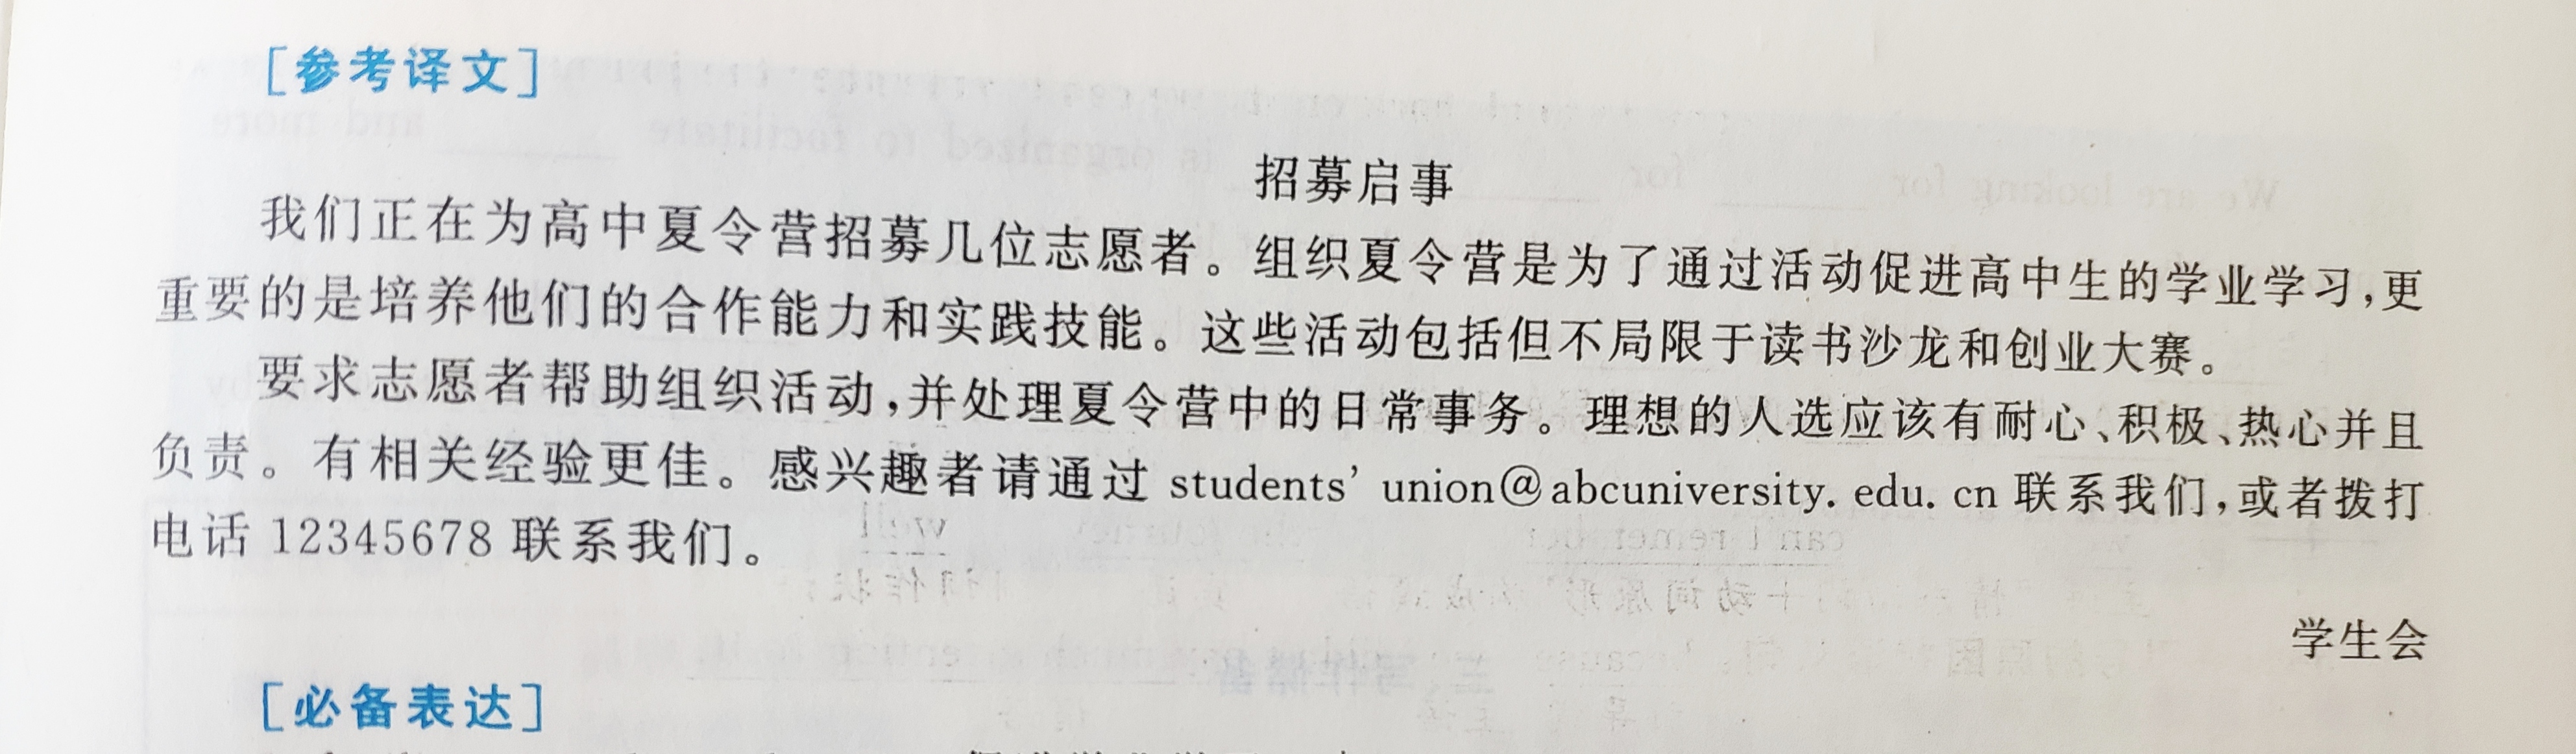 [参考译文]
招募启事
我们正在为高中夏令营招募几位志愿者。组织夏令营是为了通过活动促进高中生的学业学习,更
重要的是培养他们的合作能力和实践技能。这些活动包括但不局限于读书沙龙和创业大赛。
要求志愿者帮助组织活动,并处理夏令营中的日常事务。理想的人选应该有耐心、积极、热心并且
负责。有相关经验更佳。感兴趣者请通过 students' union@abcuniversity. edu. cn 联系我们,或者拨打
电话 12345678 联系我们。
学生会
[必备表达]